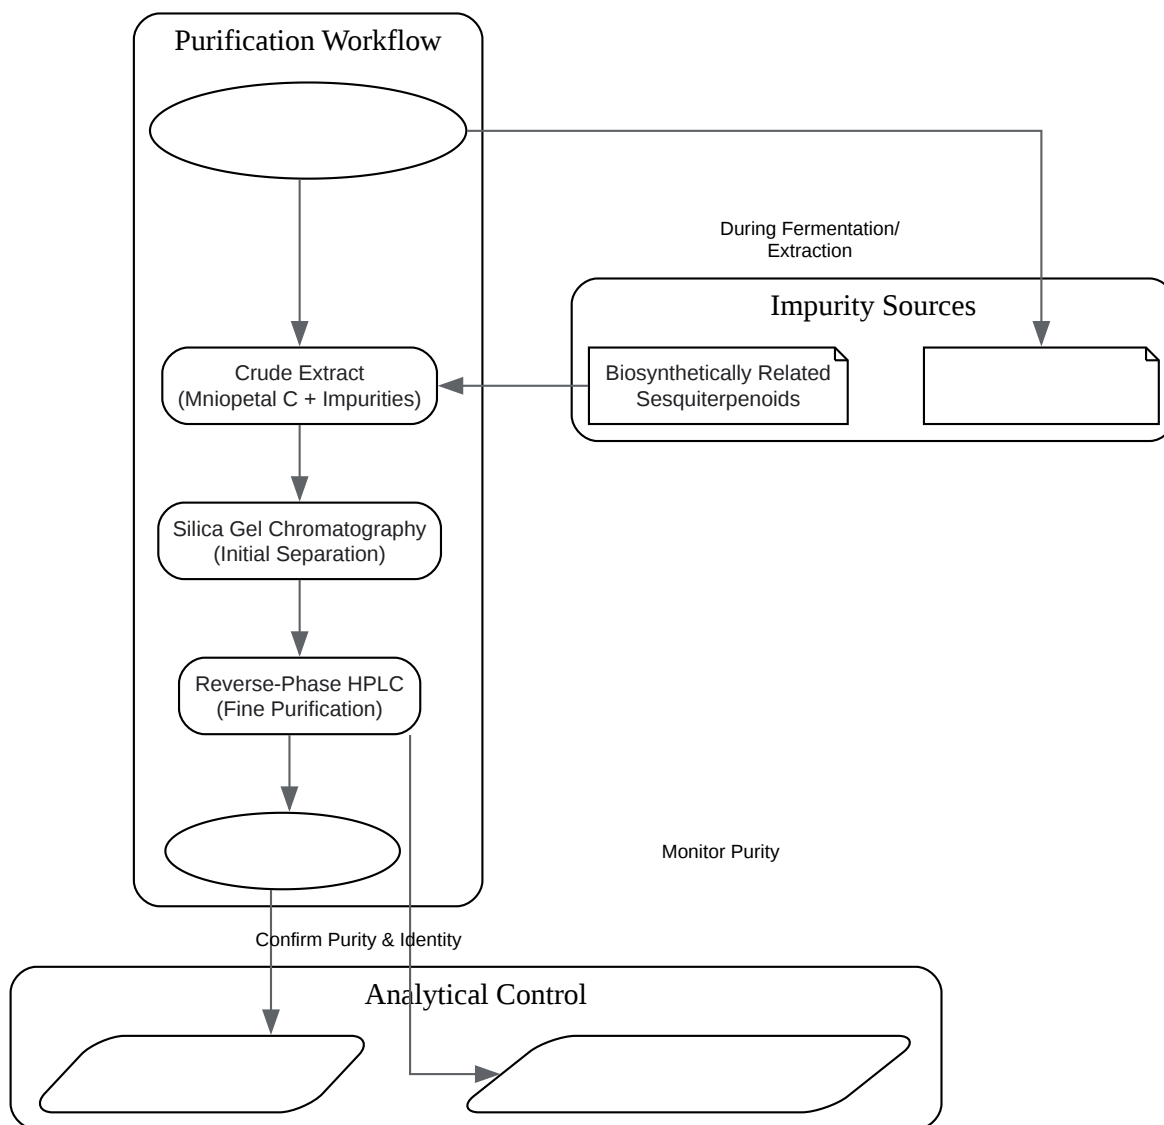 Purification Workflow
During Fermentation/
Extraction
Impurity Sources
Crude Extract
(Mniopetal C + Impurities)
Biosynthetically Related
Sesquiterpenoids
Silica Gel Chromatography
(Initial Separation)
Reverse-Phase HPLC
(Fine Purification)
Monitor Purity
Confirm Purity & Identity
Analytical Control